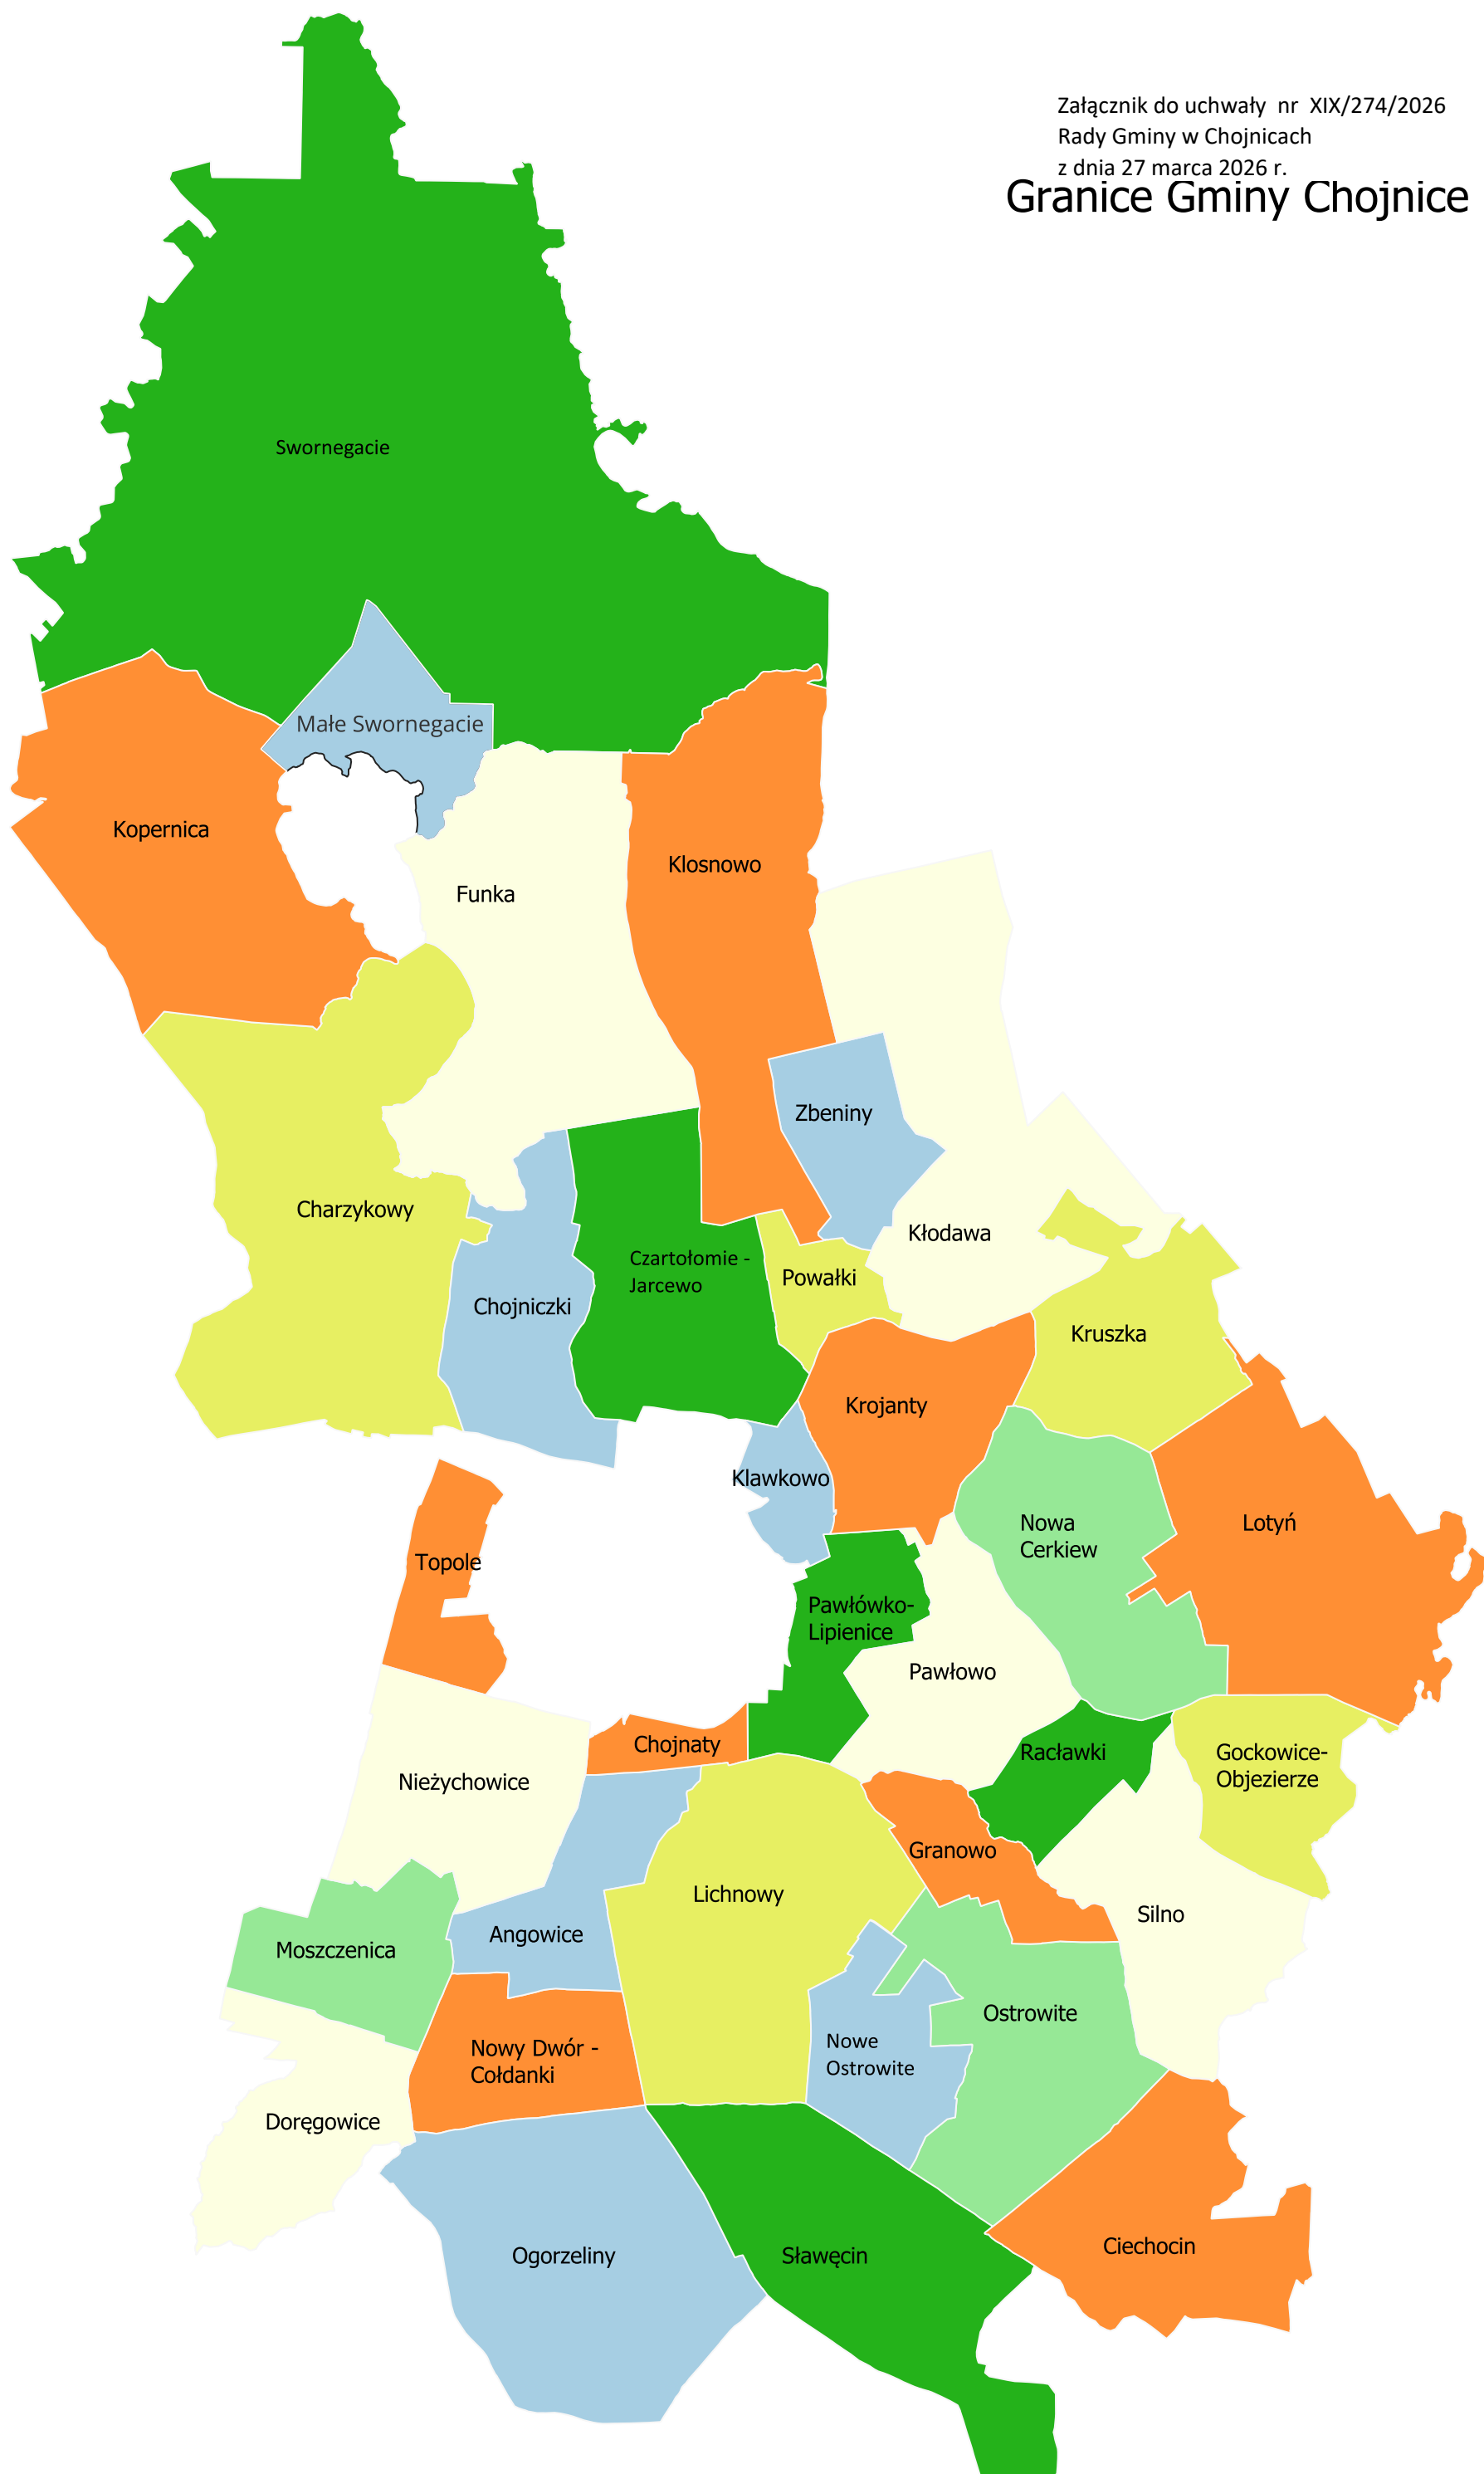 Załącznik do uchwały nr XIX/274/2026
Rady Gminy w Chojnicach
z dnia 27 marca 2026 r.
Granice Gminy Chojnice
Swornegacie
Małe Swornegacie
Kopernica
Klosnowo
Funka
Zbeniny
Charzykowy
Kłodawa
Czartołomie -
Jarcewo
Powałki
Chojniczki
Kruszka
Krojanty
Klawkowo
Nowa
Cerkiew
Lotyń
Topole
Pawłówko-
Lipienice
Pawłowo
Chojnaty
Racławki
Gockowice-
Objezierze
Nieżychowice
Granowo
Lichnowy
Silno
Angowice
Moszczenica
Ostrowite
Nowe
Ostrowite
Nowy Dwór -
Cołdanki
Doręgowice
Ciechocin
Ogorzeliny
Sławęcin